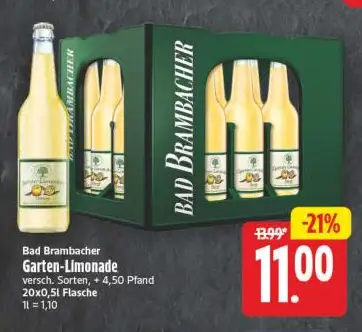 BAD BRAMBACHER
BAD BRAMBACHER
Bad Brambacher
Garten-Limonade
versch. Sorten, + 4,50 Pfand
20x0,5l Flasche
1l = 1,10
-21%
13.99*
11.00